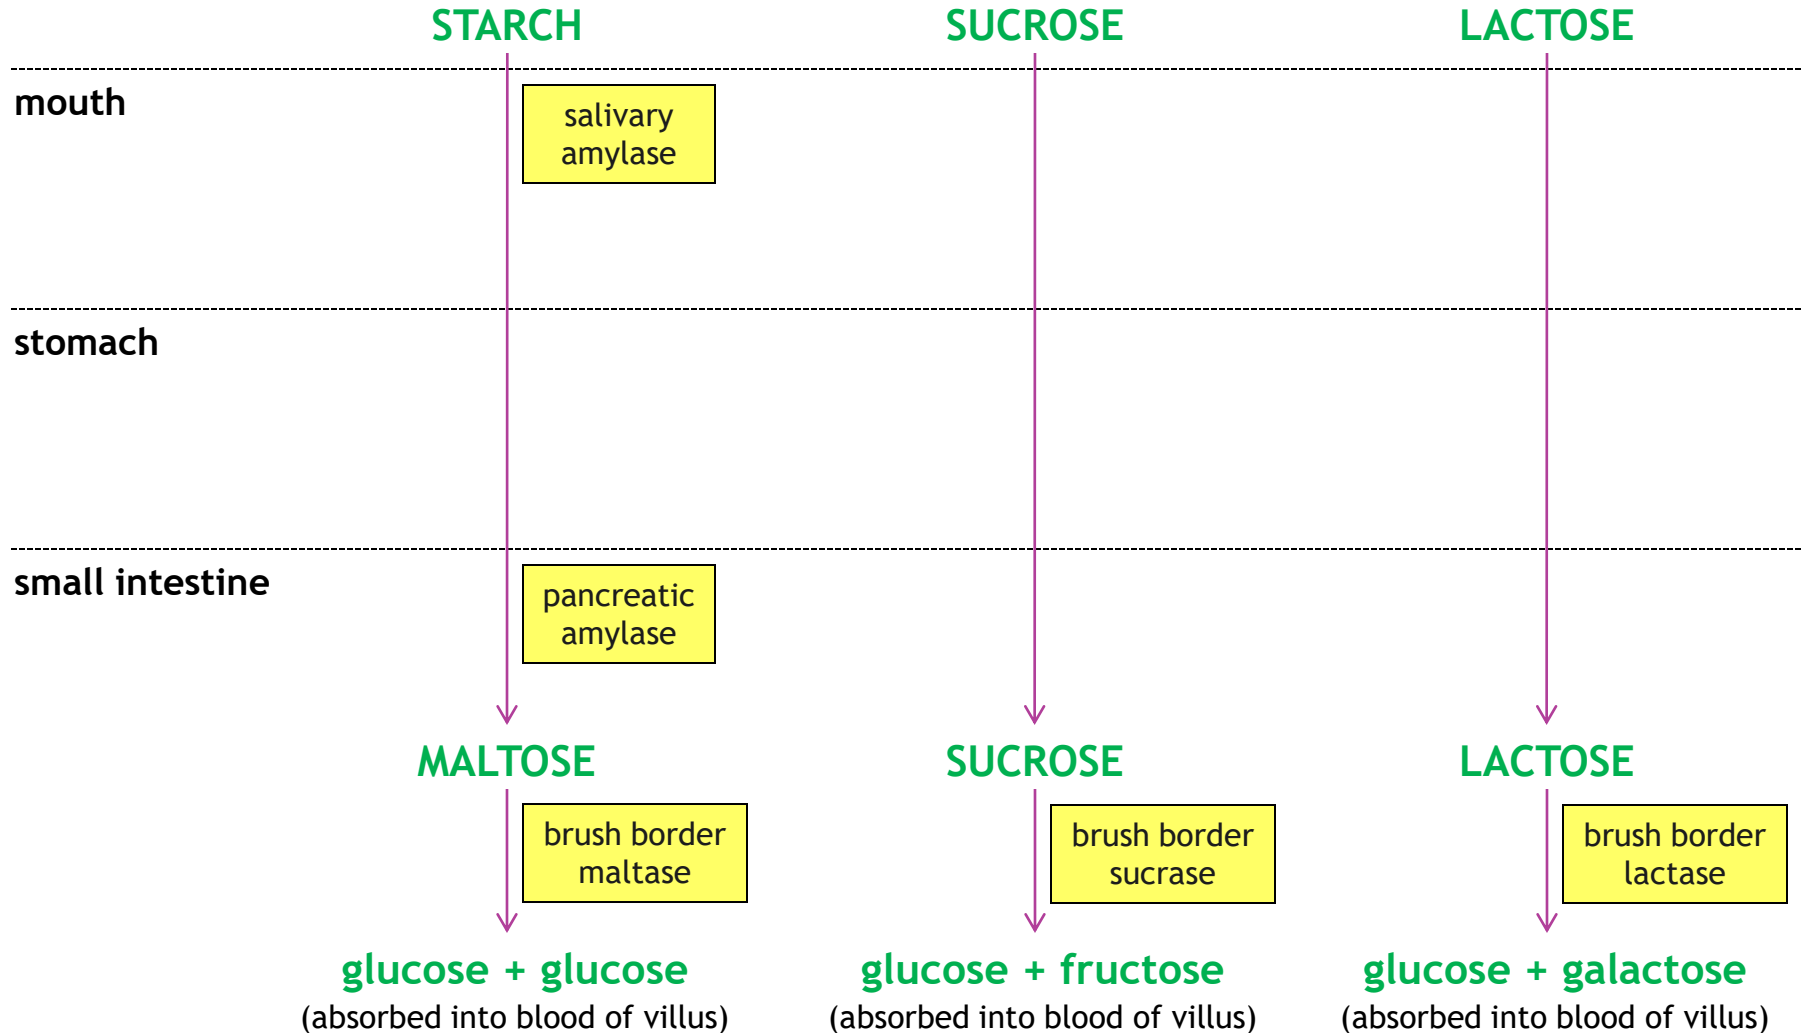 STARCH SUCROSE LACTOSE
mouth
salivary
amylase
stomach
small intestine
pancreatic
amylase
MALTOSE SUCROSE LACTOSE
brush border
maltase
brush border
sucrase
brush border
lactase
glucose + glucose glucose + fructose glucose + galactose
(absorbed into blood of villus) (absorbed into blood of villus) (absorbed into blood of villus)